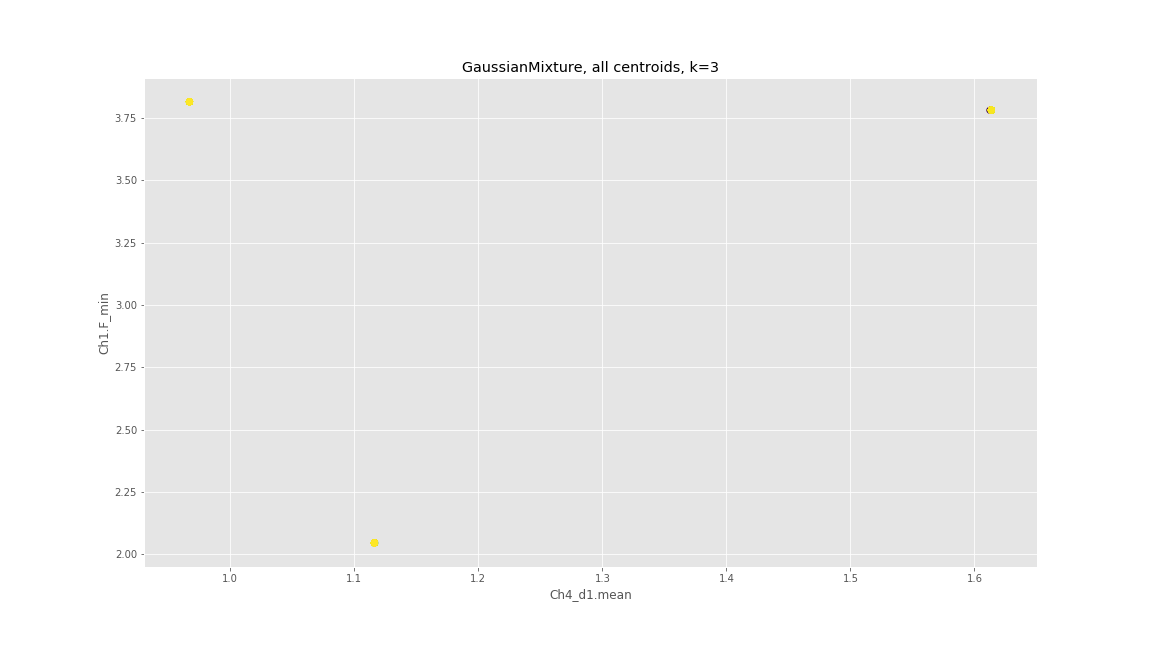 GaussianMixture, all centroids, k=3
3.75
3.50
3.25
3.00
2.75
2.50
2.25
2.00
Ch1.F_min
1.0 1.1 1.2 1.3 1.4 1.5 1.6
Ch4_d1.mean